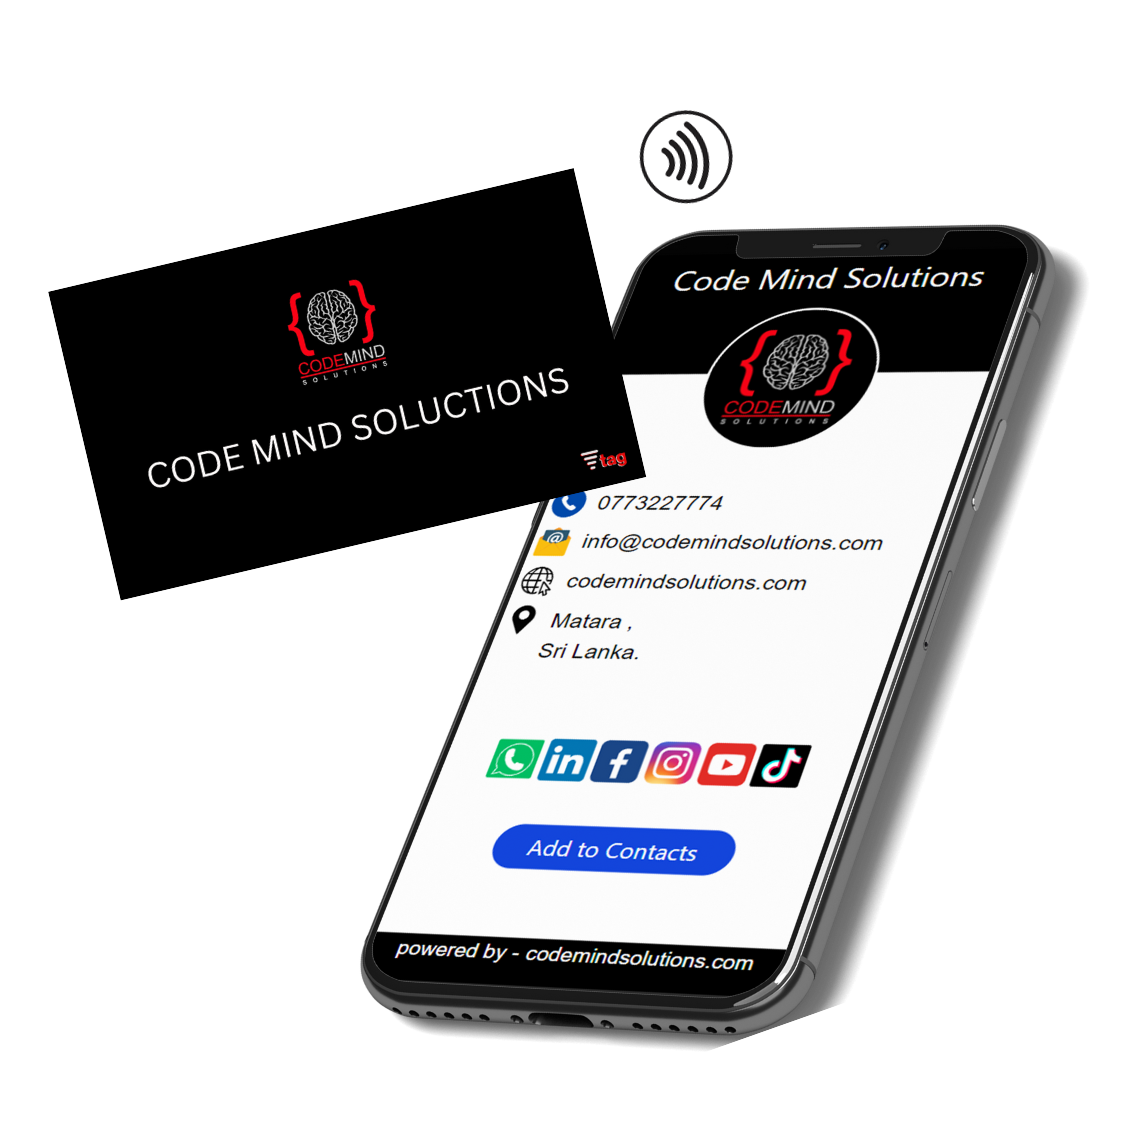 CODEMIND
SOLUTIONS
CODE MIND SOLUCTIONS
tag
Code Mind Solutions
CODEMIND
SOLUTIONS
0773227774
info@codemindsolutions.com
codemindsolutions.com
Matara ,
Sri Lanka.
Add to Contacts
powered by - codemindsolutions.com